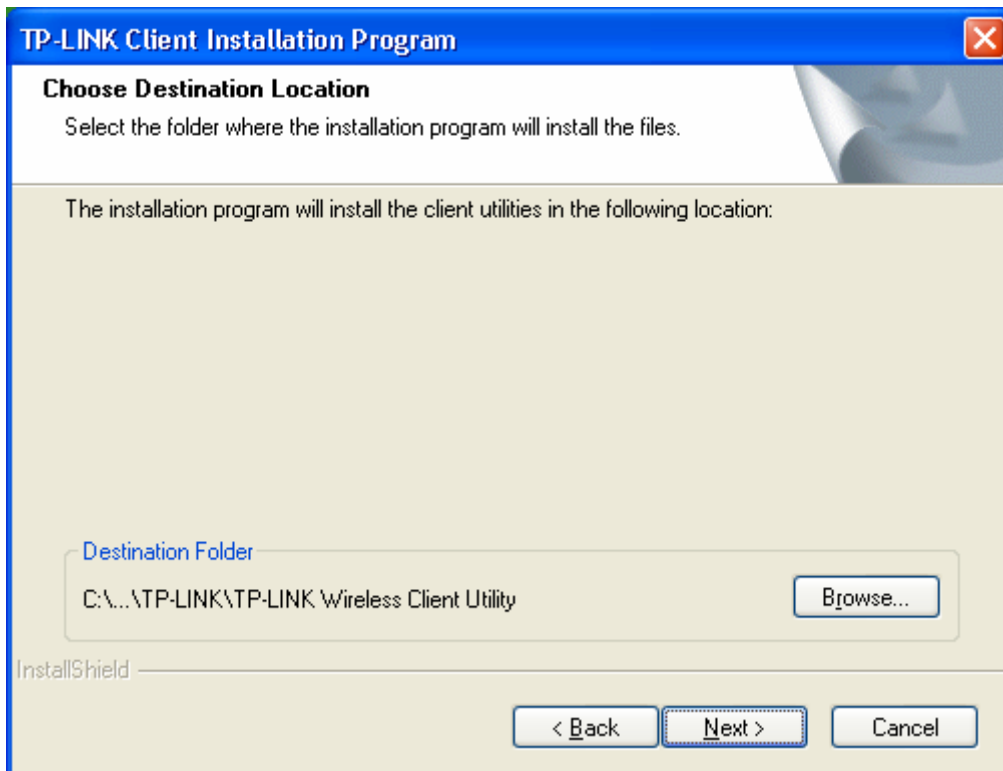 TP-LINK Client Installation Program
Choose Destination Location
Select the folder where the installation program will install the files.
The installation program will install the client utilities in the following location:
Destination Folder
C:\...\TP-LINK\TP-LINK Wireless Client Utility
Browse...
InstallShield
< Back
Next >
Cancel